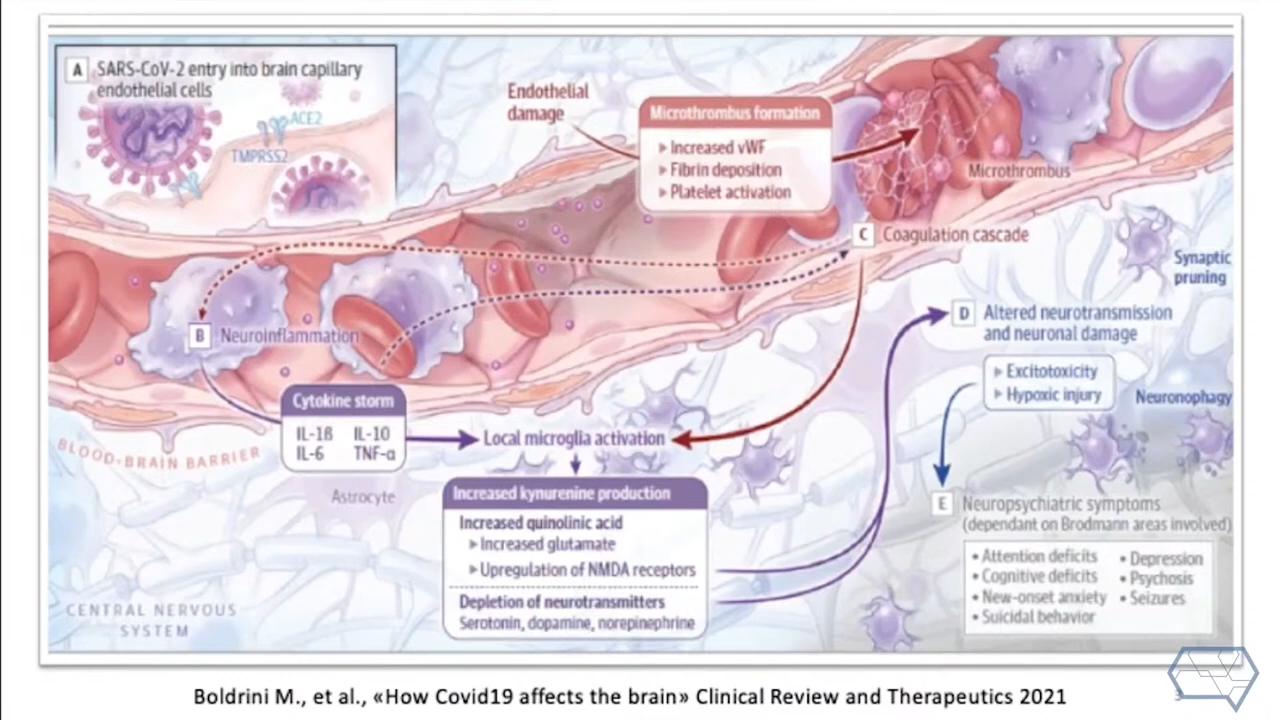 A SARS-CoV-2 entry into brain capillary
endothelial cells
ACE2
TMPRSS2
Endothelial
damage
Microthrombus formation
▶ Increased vWF
▶ Fibrin deposition
▶ Platelet activation
Microthrombus
C Coagulation cascade
Synaptic
pruning
B Neuroinflammation
D Altered neurotransmission
and neuronal damage
▶ Excitotoxicity
▶ Hypoxic injury
Neuronophagy
Cytokine storm
IL-1ß IL-10
IL-6 TNF-α
Local microglia activation
BLOOD-BRAIN BARRIER
Astrocyte
Increased kynurenine production
Increased quinolinic acid
▶ Increased glutamate
▶ Upregulation of NMDA receptors
Depletion of neurotransmitters
Serotonin, dopamine, norepinephrine
E Neuropsychiatric symptoms
(dependant on Brodmann areas involved)
• Attention deficits • Depression
• Cognitive deficits • Psychosis
• New-onset anxiety • Seizures
• Suicidal behavior
CENTRAL NERVOUS
SYSTEM
Boldrini M., et al., «How Covid19 affects the brain» Clinical Review and Therapeutics 2021